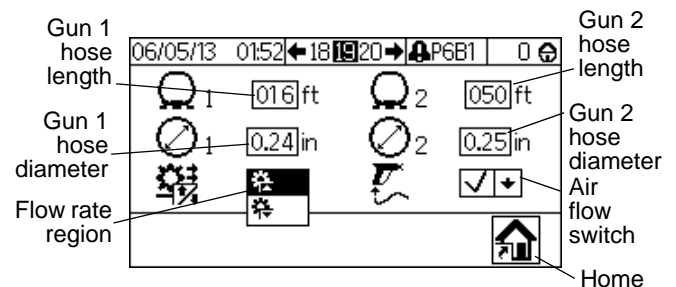 Gun 1
hose
length
Gun 2
hose
length
06/05/13 01:52 18 19 20 P6B1 0
1 016 ft 2 050 ft
Gun 1
hose
diameter
1 0.24 in 2 0.25 in
Gun 2
hose
diameter
Flow rate
region
Air
flow
switch
Home